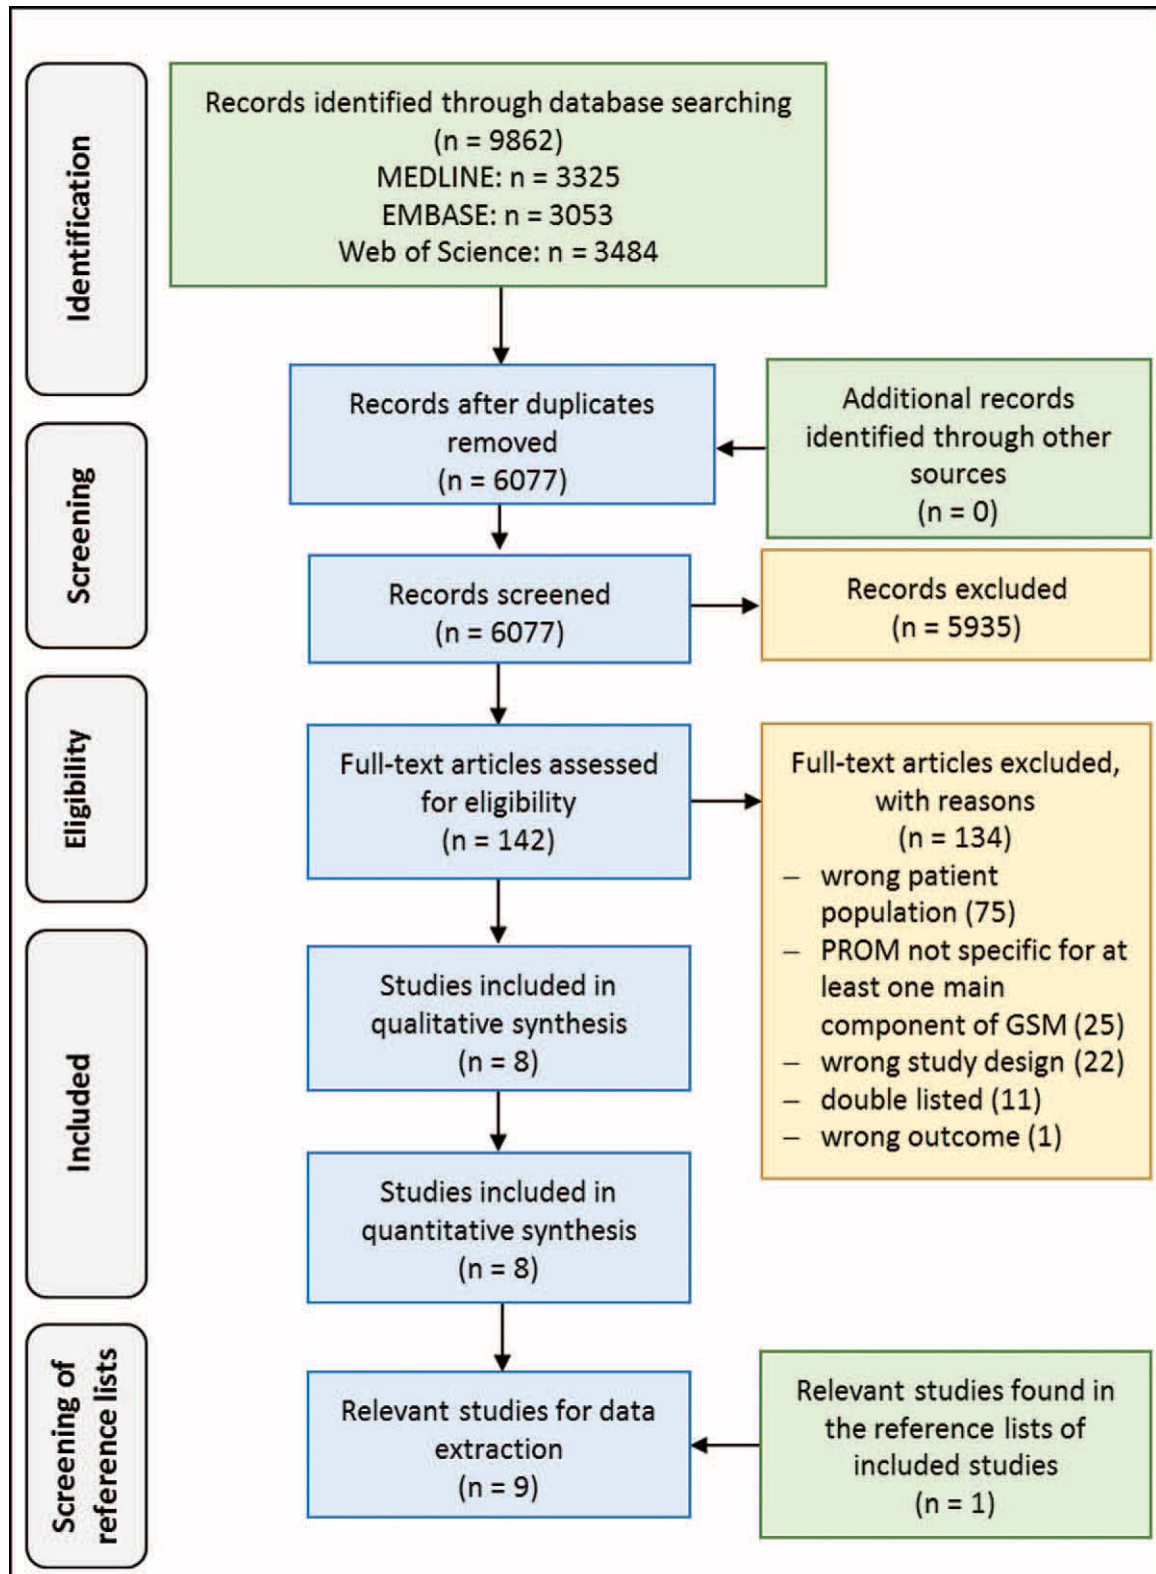 Identification
Records identified through database searching
(n = 9862)
MEDLINE: n = 3325
EMBASE: n = 3053
Web of Science: n = 3484
Records after duplicates
removed
(n = 6077)
Additional records
identified through other
sources
(n = 0)
Screening
Records screened
(n = 6077)
Records excluded
(n = 5935)
Eligibility
Full-text articles assessed
for eligibility
(n = 142)
Full-text articles excluded,
with reasons
(n = 134)
– wrong patient
population (75)
– PROM not specific for at
least one main
component of GSM (25)
– wrong study design (22)
– double listed (11)
– wrong outcome (1)
Included
Studies included in
qualitative synthesis
(n = 8)
Studies included in
quantitative synthesis
(n = 8)
Screening of
reference lists
Relevant studies for data
extraction
(n = 9)
Relevant studies found in
the reference lists of
included studies
(n = 1)